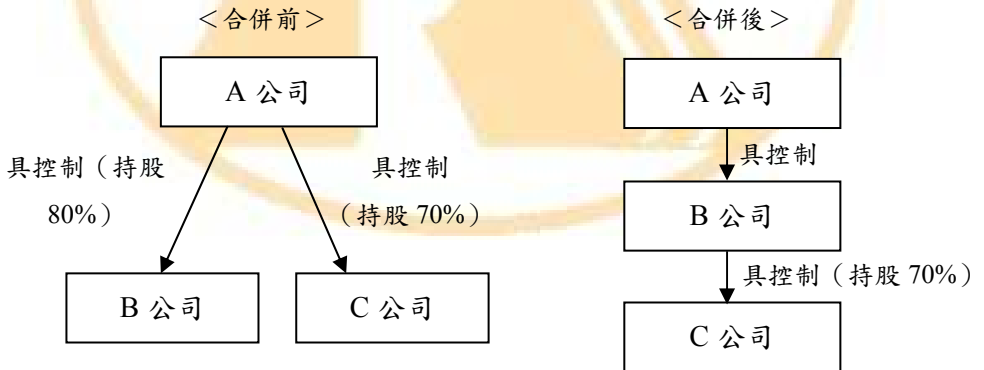 ＜合併前＞
A 公司
具控制（持股
80%）
具控制
（持股 70%）
B 公司
C 公司
＜合併後＞
A 公司
具控制
B 公司
具控制（持股 70%）
C 公司